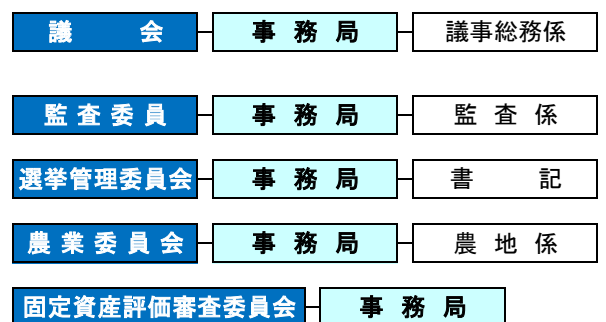 議会 事務局 議事総務係
監査委員 事務局 監査係
選挙管理委員会 事務局 書記
農業委員会 事務局 農地係
固定資産評価審査委員会 事務局